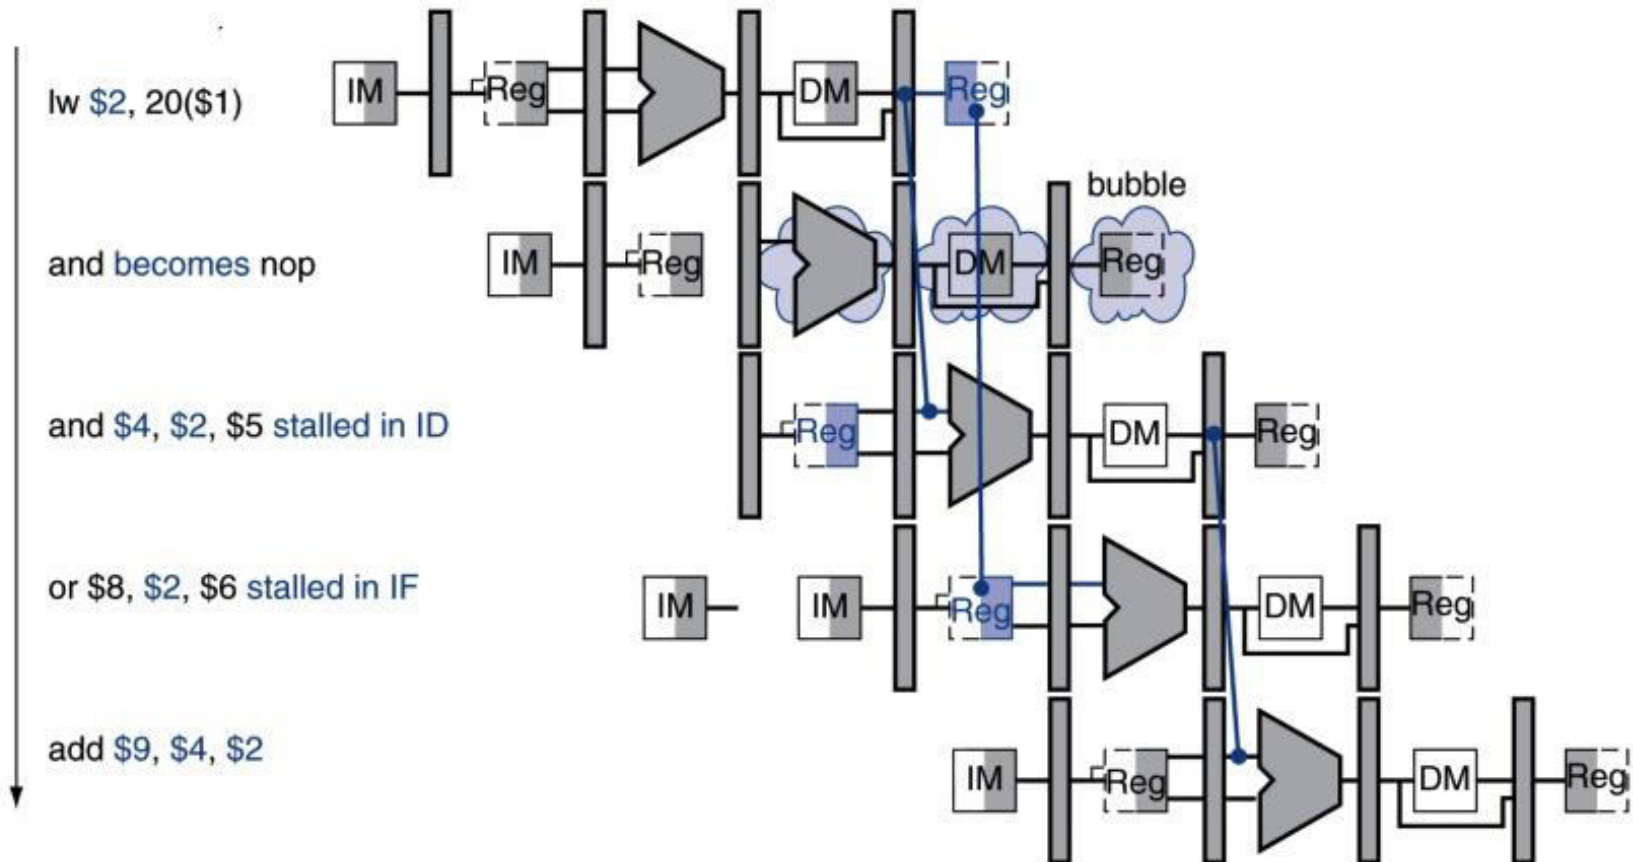 lw $2, 20($1)
IM Reg DM Reg
bubble
and becomes nop
IM Reg DM Reg
and $4, $2, $5 stalled in ID
Reg DM Reg
or $8, $2, $6 stalled in IF
IM IM Reg DM Reg
add $9, $4, $2
IM Reg DM Reg